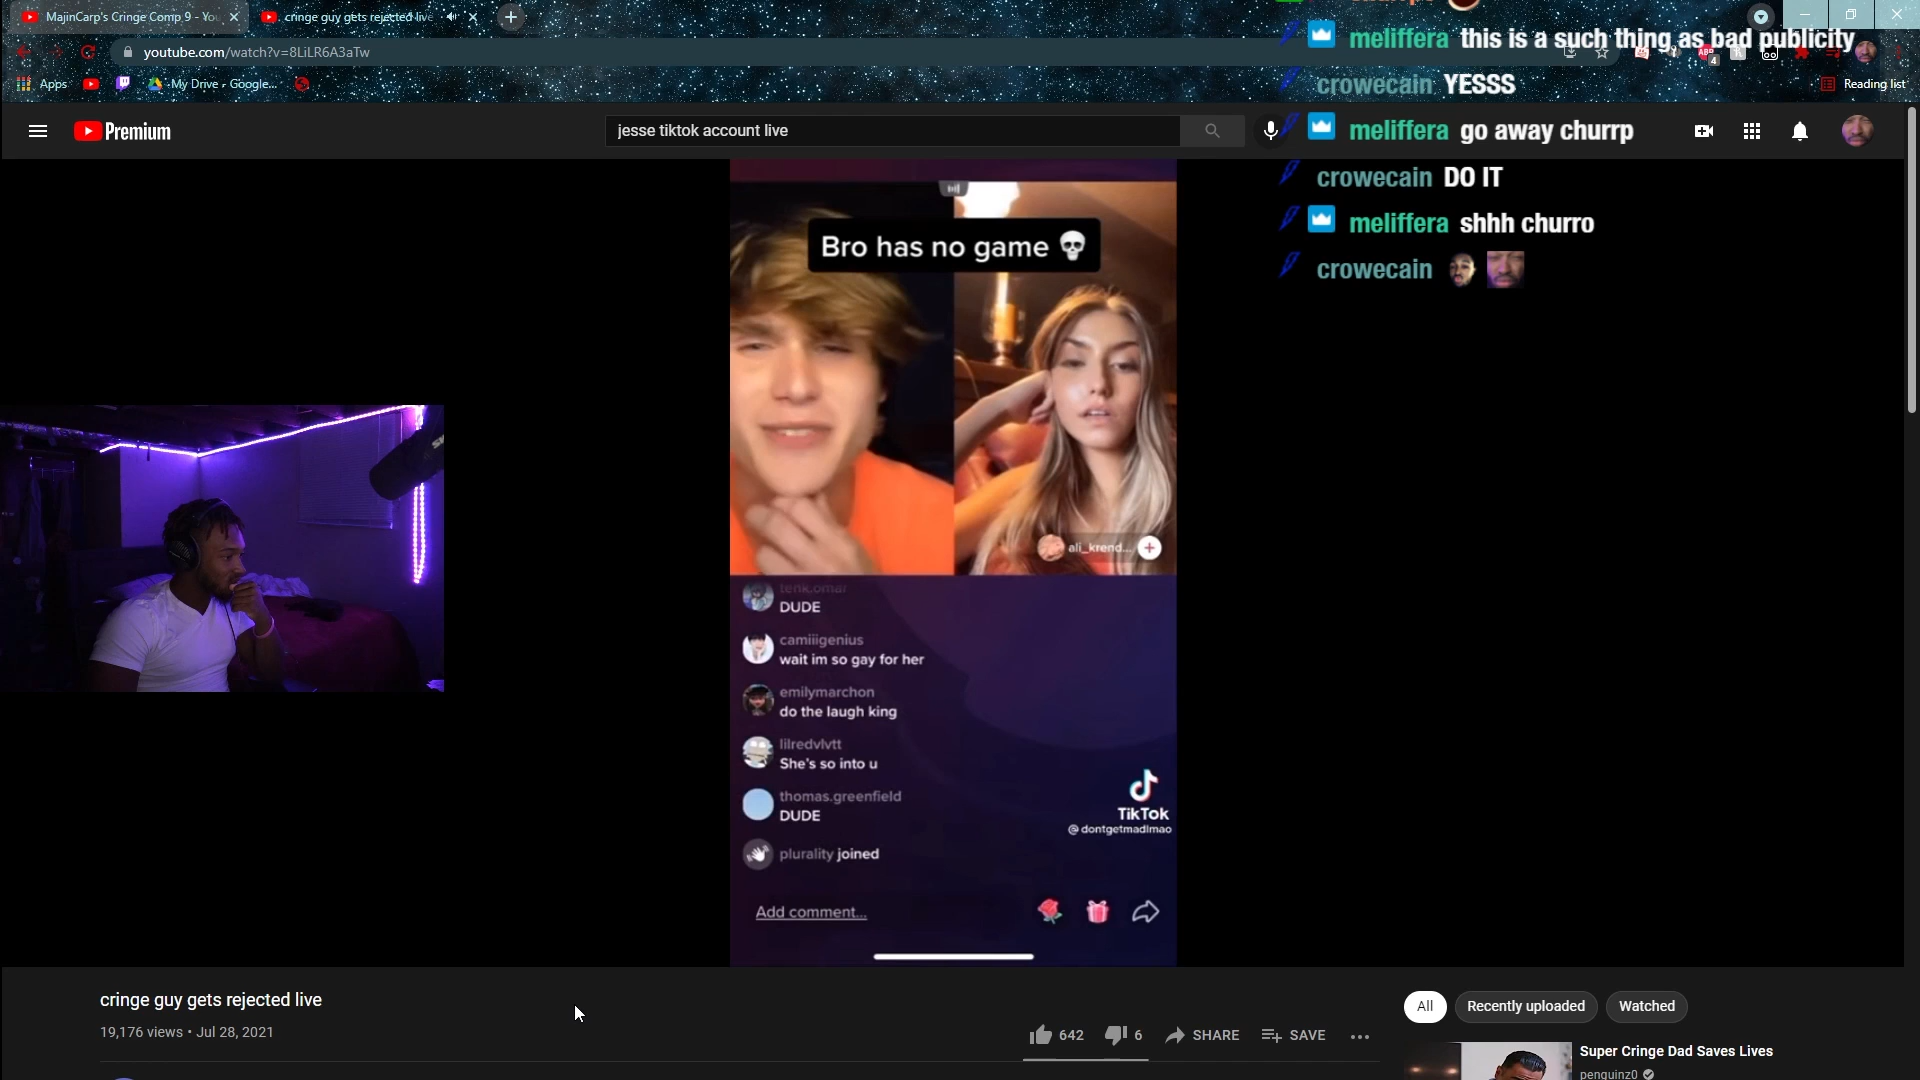 MajinCarp's Cringe Comp 9 - You
cringe guy gets rejected live
youtube.com/watch?v=8LiLR6A3aTw
Apps
My Drive - Google...
Reading list
meliffera this is a such thing as bad publicity
crowecain YESSS
meliffera go away churrp
crowecain DO IT
meliffera shhh churro
crowecain
Premium
jesse tiktok account live
Bro has no game 💀
ali_krend...
tenk.omar
DUDE
camiiigenius
wait im so gay for her
emilymarchon
do the laugh king
lilredvlvtt
She's so into u
thomas.greenfield
DUDE
plurality joined
TikTok
@dontgetmadlmao
Add comment...
cringe guy gets rejected live
19,176 views • Jul 28, 2021
642
6
SHARE
SAVE
All
Recently uploaded
Watched
Super Cringe Dad Saves Lives
penguinz0